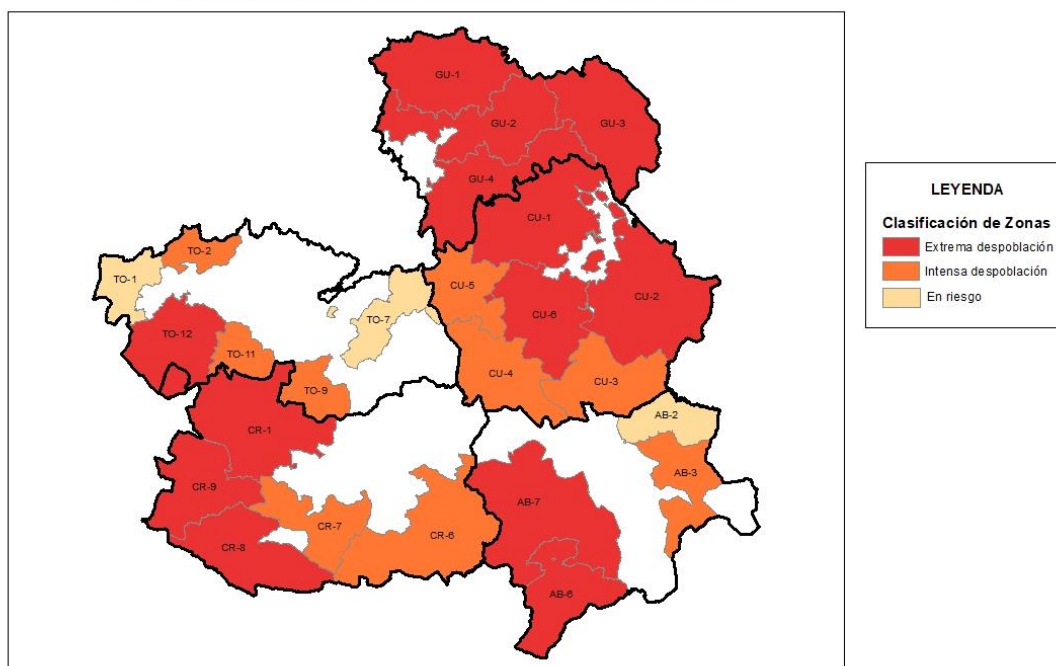 GU-1
GU-2
GU-3
GU-4
CU-1
TO-2
TO-1
CU-5
CU-2
TO-7
CU-6
TO-12
TO-11
CU-4
CU-3
TO-9
AB-2
CR-1
AB-3
CR-9
AB-7
CR-7
CR-6
CR-8
AB-6
LEYENDA
Clasificación de Zonas
Extrema despoblación
Intensa despoblación
En riesgo